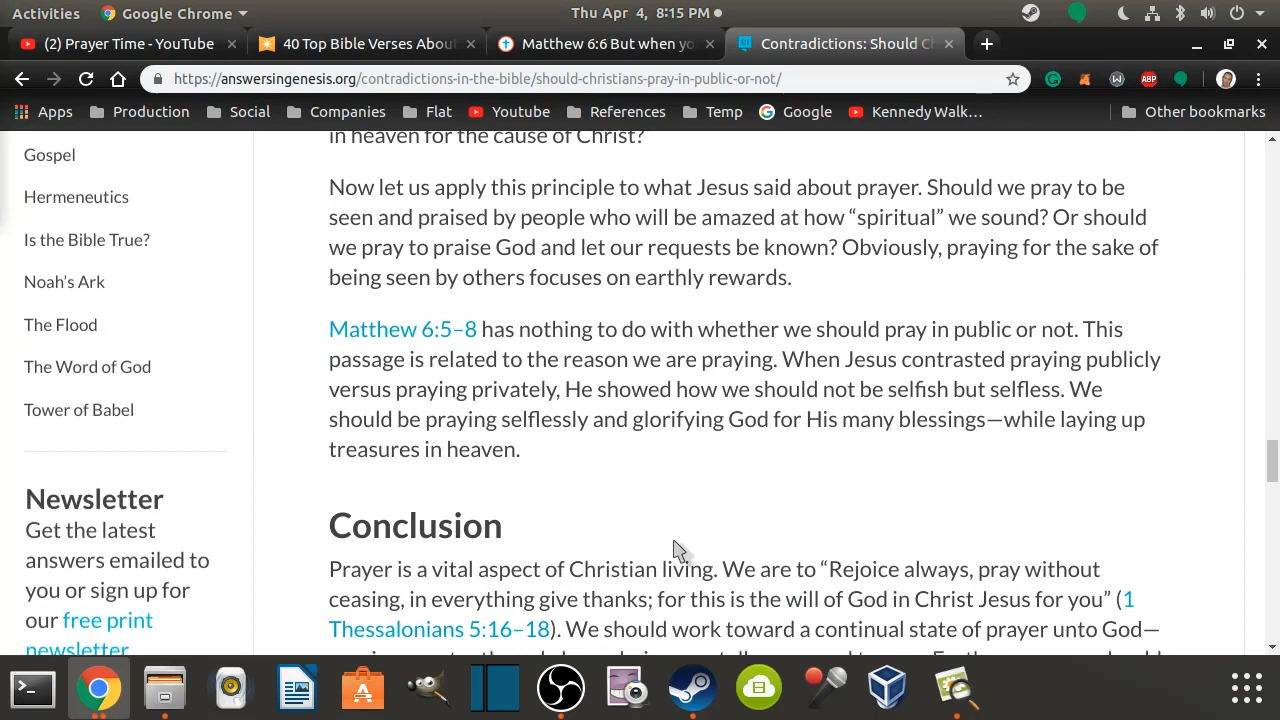 Activities
Google Chrome
Thu Apr 4, 8:15 PM
(2) Prayer Time - YouTube
40 Top Bible Verses Abou
Matthew 6:6 But when yo
Contradictions: Should C
https://answersingenesis.org/contradictions-in-the-bible/should-christians-pray-in-public-or-not/
ABP
Apps
Production
Social
Companies
Flat
Youtube
References
Temp
Google
Kennedy Walk...
Other bookmarks
Gospel
Hermeneutics
Is the Bible True?
Noah's Ark
The Flood
The Word of God
Tower of Babel
Newsletter
Get the latest
answers emailed to
you or sign up for
our free print
newsletter
in heaven for the cause of Christ?
Now let us apply this principle to what Jesus said about prayer. Should we pray to be
seen and praised by people who will be amazed at how “spiritual” we sound? Or should
we pray to praise God and let our requests be known? Obviously, praying for the sake of
being seen by others focuses on earthly rewards.
Matthew 6:5–8 has nothing to do with whether we should pray in public or not. This
passage is related to the reason we are praying. When Jesus contrasted praying publicly
versus praying privately, He showed how we should not be selfish but selfless. We
should be praying selflessly and glorifying God for His many blessings—while laying up
treasures in heaven.
Conclusion
Prayer is a vital aspect of Christian living. We are to “Rejoice always, pray without
ceasing, in everything give thanks; for this is the will of God in Christ Jesus for you” (1
Thessalonians 5:16–18). We should work toward a continual state of prayer unto God—